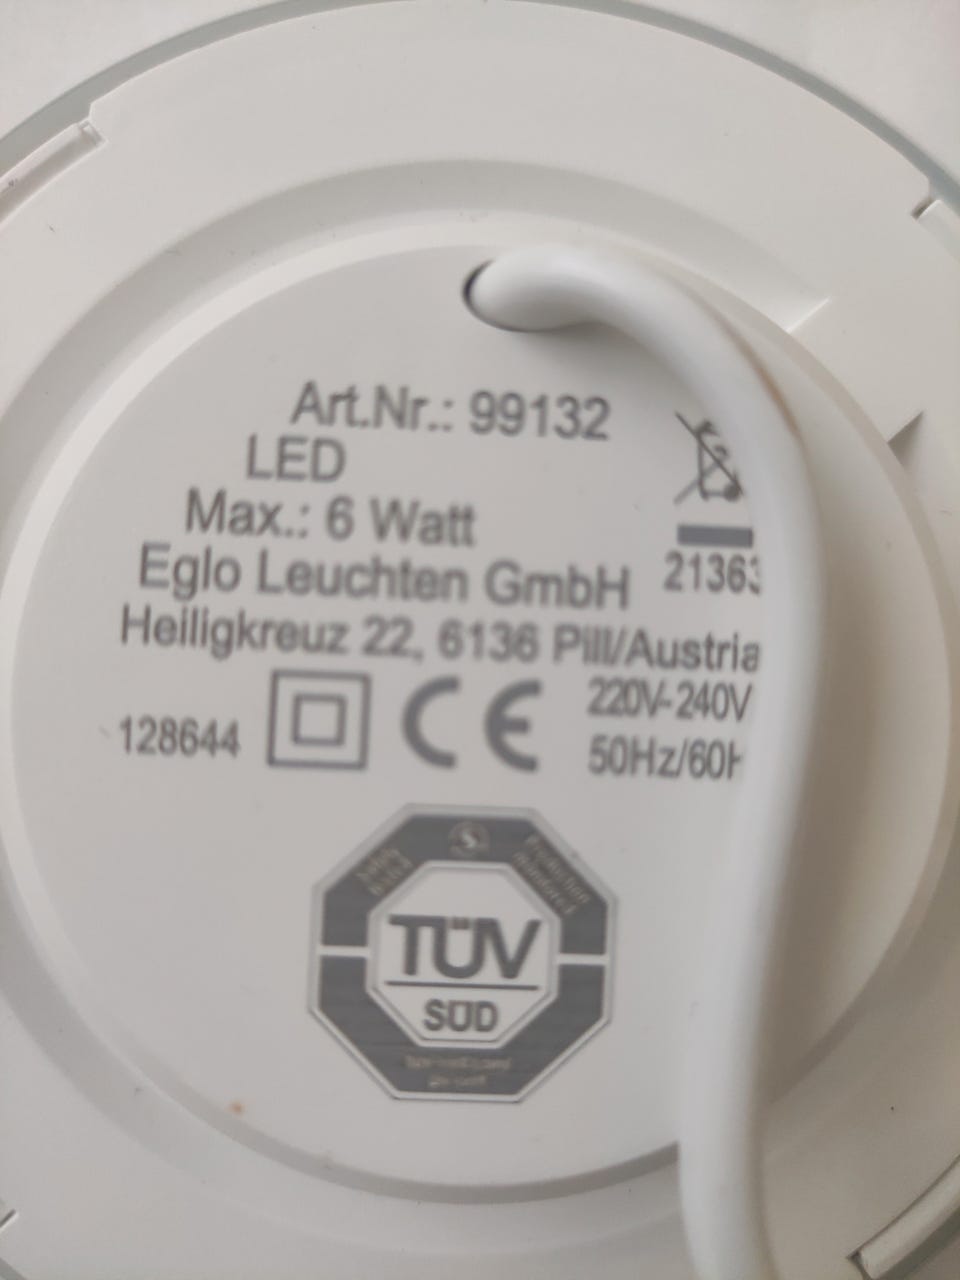 Art.Nr.: 99132
LED
Max.: 6 Watt
Eglo Leuchten GmbH
21363
Heiligkreuz 22, 6136 Pill/Austria
128644
CE
220V-240V
50Hz/60H
TÜV
SÜD